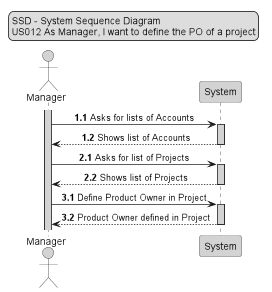 SSD - System Sequence Diagram
US012 As Manager, I want to define the PO of a project
Manager
System
1.1 Asks for lists of Accounts
1.2 Shows list of Accounts
2.1 Asks for list of Projects
2.2 Shows list of Projects
3.1 Define Product Owner in Project
3.2 Product Owner defined in Project
Manager
System